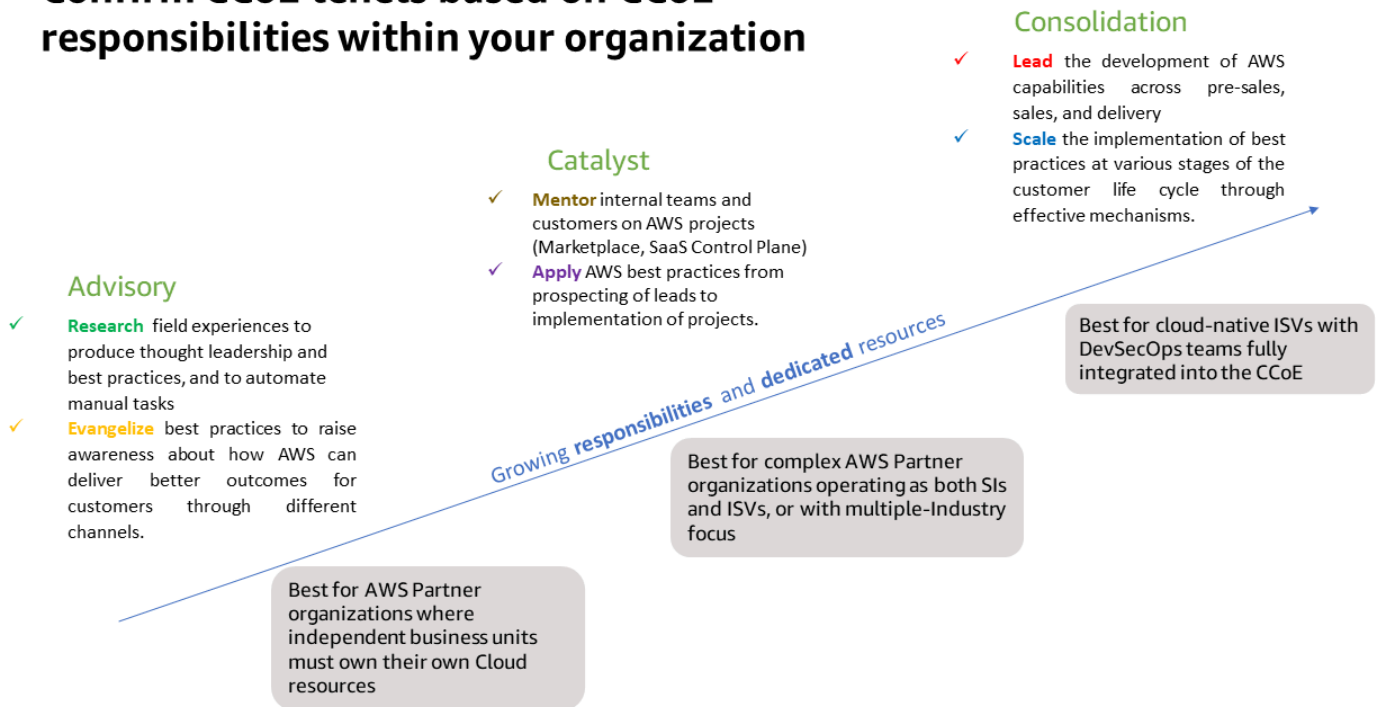 Confirm CCoE tenets based on CCoE
responsibilities within your organization
Consolidation
✓ Lead the development of AWS
capabilities across pre-sales,
sales, and delivery
✓ Scale the implementation of best
practices at various stages of the
customer life cycle through
effective mechanisms.
Catalyst
✓ Mentor internal teams and
customers on AWS projects
(Marketplace, SaaS Control Plane)
✓ Apply AWS best practices from
prospecting of leads to
implementation of projects.
Advisory
✓ Research field experiences to
produce thought leadership and
best practices, and to automate
manual tasks
✓ Evangelize best practices to raise
awareness about how AWS can
deliver better outcomes for
customers through different
channels.
Growing responsibilities and dedicated resources
Best for cloud-native ISVs with
DevSecOps teams fully
integrated into the CCoE
Best for complex AWS Partner
organizations operating as both SIs
and ISVs, or with multiple-Industry
focus
Best for AWS Partner
organizations where
independent business units
must own their own Cloud
resources